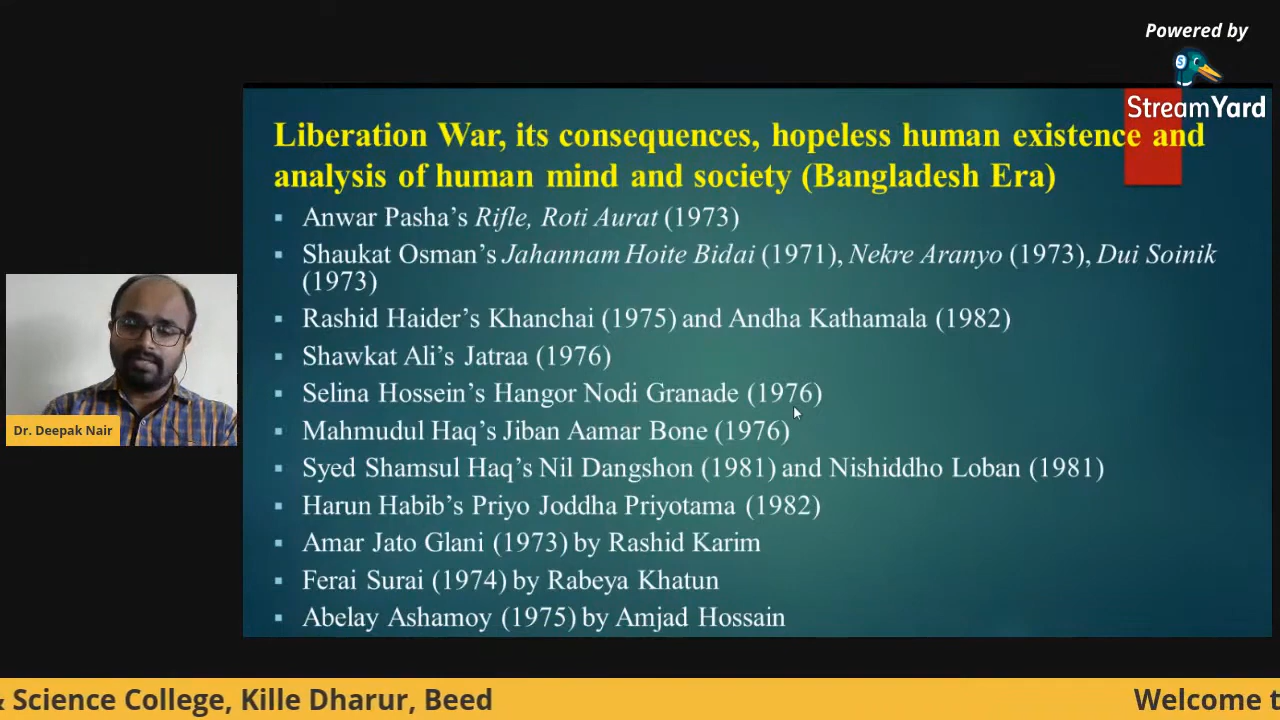 Powered by
StreamYard
Liberation War, its consequences, hopeless human existence and
analysis of human mind and society (Bangladesh Era)
▪ Anwar Pasha’s Rifle, Roti Aurat (1973)
▪ Shaukat Osman’s Jahannam Hoite Bidai (1971), Nekre Aranyo (1973), Dui Soinik
(1973)
▪ Rashid Haider’s Khanchai (1975) and Andha Kathamala (1982)
▪ Shawkat Ali’s Jatraa (1976)
▪ Selina Hossein’s Hangor Nodi Granade (1976)
▪ Mahmudul Haq’s Jiban Aamar Bone (1976)
▪ Syed Shamsul Haq’s Nil Dangshon (1981) and Nishiddho Loban (1981)
▪ Harun Habib’s Priyo Joddha Priyotama (1982)
▪ Amar Jato Glani (1973) by Rashid Karim
▪ Ferai Surai (1974) by Rabeya Khatun
▪ Abelay Ashamoy (1975) by Amjad Hossain
Dr. Deepak Nair
& Science College, Kille Dharur, Beed
Welcome t